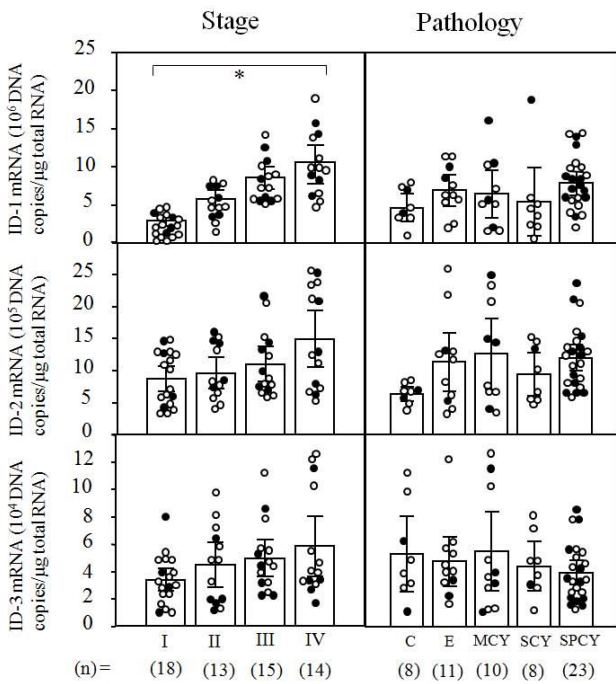 Stage Pathology
ID-1 mRNA (10⁶ DNA
copies/µg total RNA)
25
20
15
10
5
0
*
ID-2 mRNA (10⁵ DNA
copies/µg total RNA)
25
20
15
10
5
0
ID-3 mRNA (10⁴ DNA
copies/µg total RNA)
12
10
8
6
4
2
0
I II III IV C E MCY SCY SPCY
(n) = (18) (13) (15) (14) (8) (11) (10) (8) (23)